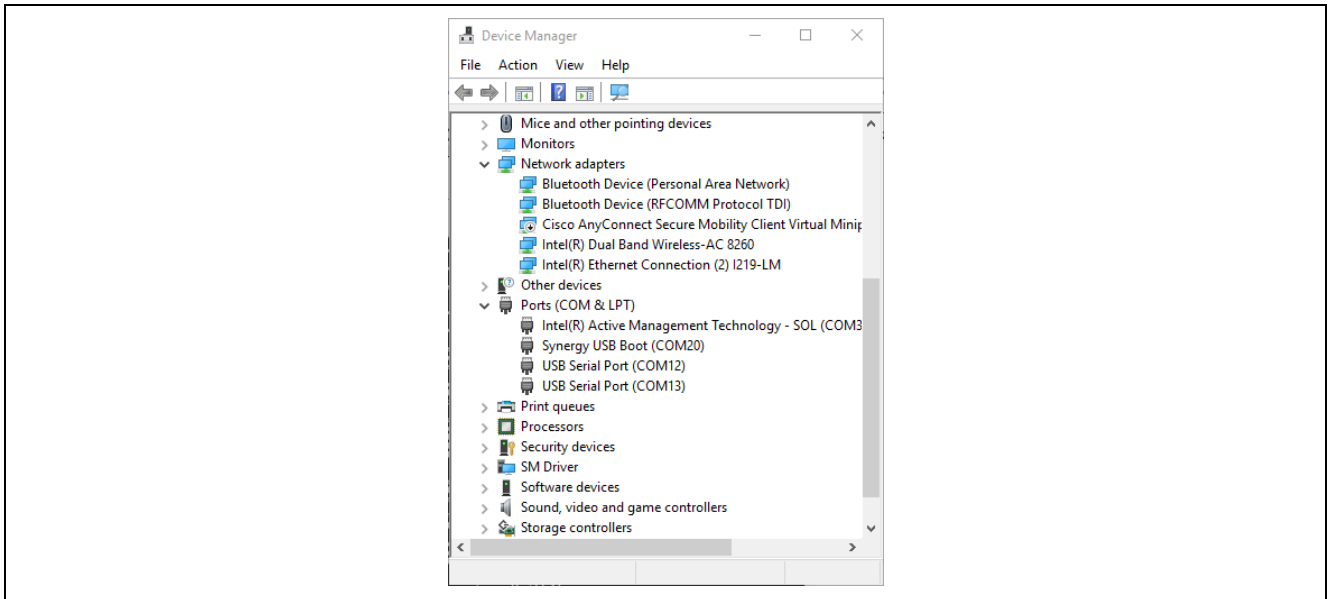 Device Manager
File Action View Help
Mice and other pointing devices
Monitors
Network adapters
Bluetooth Device (Personal Area Network)
Bluetooth Device (RFCOMM Protocol TDI)
Cisco AnyConnect Secure Mobility Client Virtual Minip
Intel(R) Dual Band Wireless-AC 8260
Intel(R) Ethernet Connection (2) I219-LM
Other devices
Ports (COM & LPT)
Intel(R) Active Management Technology - SOL (COM3
Synergy USB Boot (COM20)
USB Serial Port (COM12)
USB Serial Port (COM13)
Print queues
Processors
Security devices
SM Driver
Software devices
Sound, video and game controllers
Storage controllers